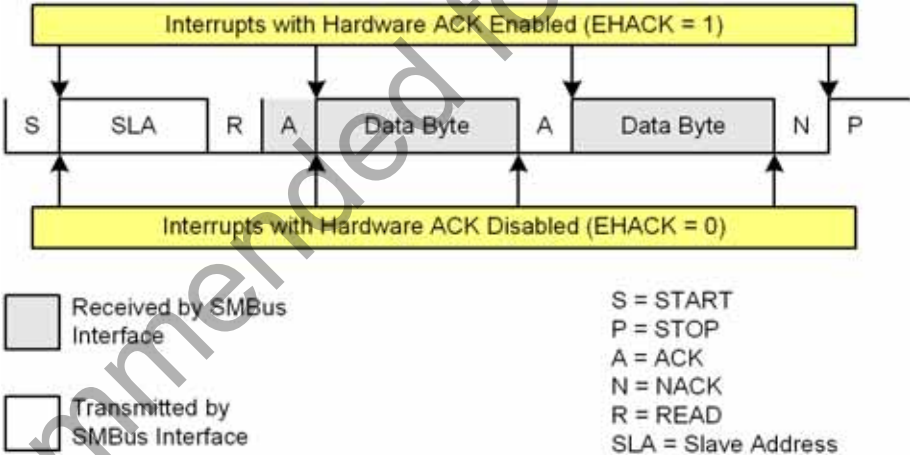 Interrupts with Hardware ACK Enabled (EHACK = 1)
S SLA R A Data Byte A Data Byte N P
Interrupts with Hardware ACK Disabled (EHACK = 0)
Received by SMBus
Interface
Transmitted by
SMBus Interface
S = START
P = STOP
A = ACK
N = NACK
R = READ
SLA = Slave Address